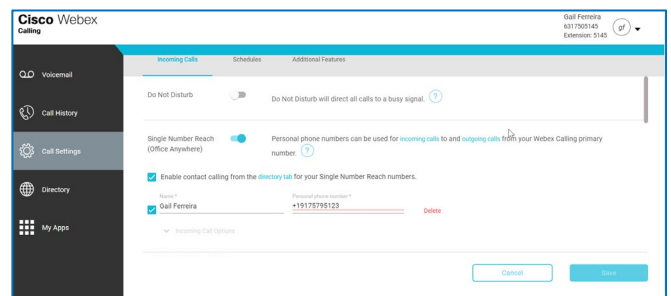 Cisco Webex
Calling
Gail Ferreira
6317505145
Extension: 5145
gf
Voicemail
Call History
Call Settings
Directory
My Apps
Incoming Calls Schedules Additional Features
Do Not Disturb
Do Not Disturb will direct all calls to a busy signal. ?
Single Number Reach
(Office Anywhere)
Personal phone numbers can be used for incoming calls to and outgoing calls from your Webex Calling primary
number. ?
Enable contact calling from the directory tab for your Single Number Reach numbers.
Name * Personal phone number *
Gail Ferreira +19175795123 Delete
Incoming Call Options
Cancel Save